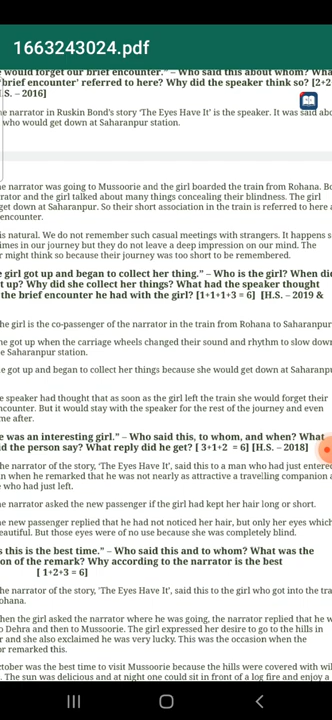 1663243024.pdf
e would forget our brief encounter." – Who said this about whom? Wha
'brief encounter' referred to here? Why did the speaker think so? [2+2
.S. – 2016]
e narrator in Ruskin Bond's story 'The Eyes Have It' is the speaker. It was said abo
who would get down at Saharanpur station.
e narrator was going to Mussoorie and the girl boarded the train from Rohana. Bo
rator and the girl talked about many things concealing their blindness. The girl
get down at Saharanpur. So their short association in the train is referred to here a
encounter.
is natural. We do not remember such casual meetings with strangers. It happens s
imes in our journey but they do not leave a deep impression on our mind. The
r might think so because their journey was too short to be remembered.
e girl got up and began to collect her thing." – Who is the girl? When did
t up? Why did she collect her things? What had the speaker thought
the brief encounter he had with the girl? [1+1+1+3 = 6] [H.S. – 2019 &
he girl is the co-passenger of the narrator in the train from Rohana to Saharanpur
he got up when the carriage wheels changed their sound and rhythm to slow down
e Saharanpur station.
e got up and began to collect her things because she would get down at Saharanpu
e speaker had thought that as soon as the girl left the train she would forget their
ncounter. But it would stay with the speaker for the rest of the journey and even
me after.
e was an interesting girl." – Who said this, to whom, and when? What
id the person say? What reply did he get? [ 3+1+2 = 6] [H.S. – 2018]
he narrator of the story, 'The Eyes Have It', said this to a man who had just entere
n when he remarked that he was not nearly as attractive a travelling companion a
e who had just left.
he narrator asked the new passenger if the girl had kept her hair long or short.
he new passenger replied that he had not noticed her hair, but only her eyes which
eautiful. But those eyes were of no use because she was completely blind.
s this is the best time." – Who said this and to whom? What was the
on of the remark? Why according to the narrator is the best
[ 1+2+3 = 6]
he narrator of the story, 'The Eyes Have It', said this to the girl who got into the tra
ohana.
hen the girl asked the narrator where he was going, the narrator replied that he w
o Dehra and then to Mussoorie. The girl expressed her desire to go to the hills in
r and she also exclaimed he was very lucky. This was the occasion when the
or remarked this.
ctober was the best time to visit Mussoorie because the hills were covered with wil
. The sun was delicious and at night one could sit in front of a log fire and enjoy a